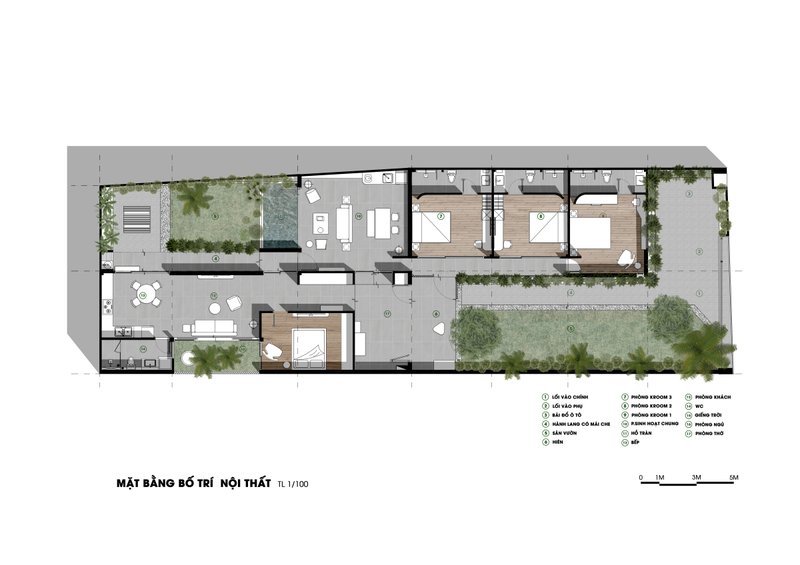 1 LỐI VÀO CHÍNH
2 LỐI VÀO PHỤ
3 BÃI ĐỖ Ô TÔ
4 HÀNH LANG CÓ MÁI CHE
5 SÂN VƯỜN
6 HIÊN
7 PHÒNG KROOM 3
8 PHÒNG KROOM 2
9 PHÒNG KROOM 1
10 P.SINH HOẠT CHUNG
11 HỒ TRÀN
12 BẾP
13 PHÒNG KHÁCH
14 WC
15 GIẾNG TRỜI
16 PHÒNG NGỦ
17 PHÒNG THỜ
MẶT BẰNG BỐ TRÍ NỘI THẤT TL 1/100
0 1M 3M 5M